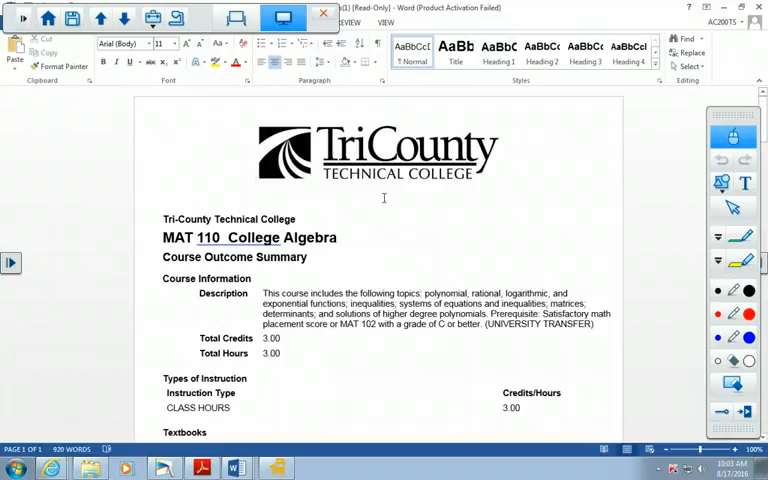 (1) [Read-Only] - Word (Product Activation Failed)
REVIEW VIEW
AC200TS
Cut
Copy
Format Painter
Paste
Arial (Body) 11
Clipboard
Font
Paragraph
AaBbCcI AaBb AaBbC AaBbCc AaBbCc AaBbCcI
¶ Normal Title Heading 1 Heading 2 Heading 3 Heading 4
Styles
Find
Replace
Select
Editing
TriCounty
TECHNICAL COLLEGE
Tri-County Technical College
MAT 110 College Algebra
Course Outcome Summary
Course Information
Description This course includes the following topics: polynomial, rational, logarithmic, and
exponential functions; inequalities; systems of equations and inequalities; matrices;
determinants; and solutions of higher degree polynomials. Prerequisite: Satisfactory math
placement score or MAT 102 with a grade of C or better. (UNIVERSITY TRANSFER)
Total Credits 3.00
Total Hours 3.00
Types of Instruction
Instruction Type Credits/Hours
CLASS HOURS 3.00
Textbooks
PAGE 1 OF 1 920 WORDS
100%
10:03 AM
8/17/2016